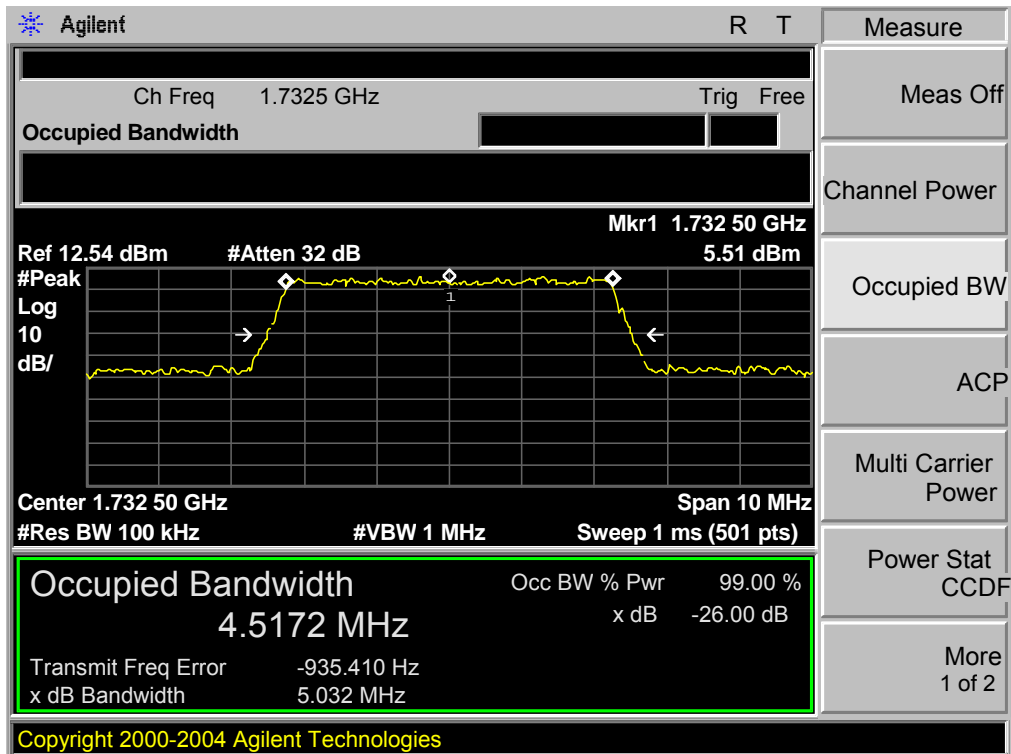 Agilent R T Measure
Ch Freq 1.7325 GHz Trig Free
Occupied Bandwidth
Meas Off
Channel Power
Occupied BW
ACP
Multi Carrier
Power
Power Stat
CCDF
More
1 of 2
Mkr1 1.732 50 GHz
Ref 12.54 dBm #Atten 32 dB 5.51 dBm
#Peak
Log
10
dB/
1
Center 1.732 50 GHz Span 10 MHz
#Res BW 100 kHz #VBW 1 MHz Sweep 1 ms (501 pts)
Occupied Bandwidth Occ BW % Pwr 99.00 %
4.5172 MHz x dB -26.00 dB
Transmit Freq Error -935.410 Hz
x dB Bandwidth 5.032 MHz
Copyright 2000-2004 Agilent Technologies